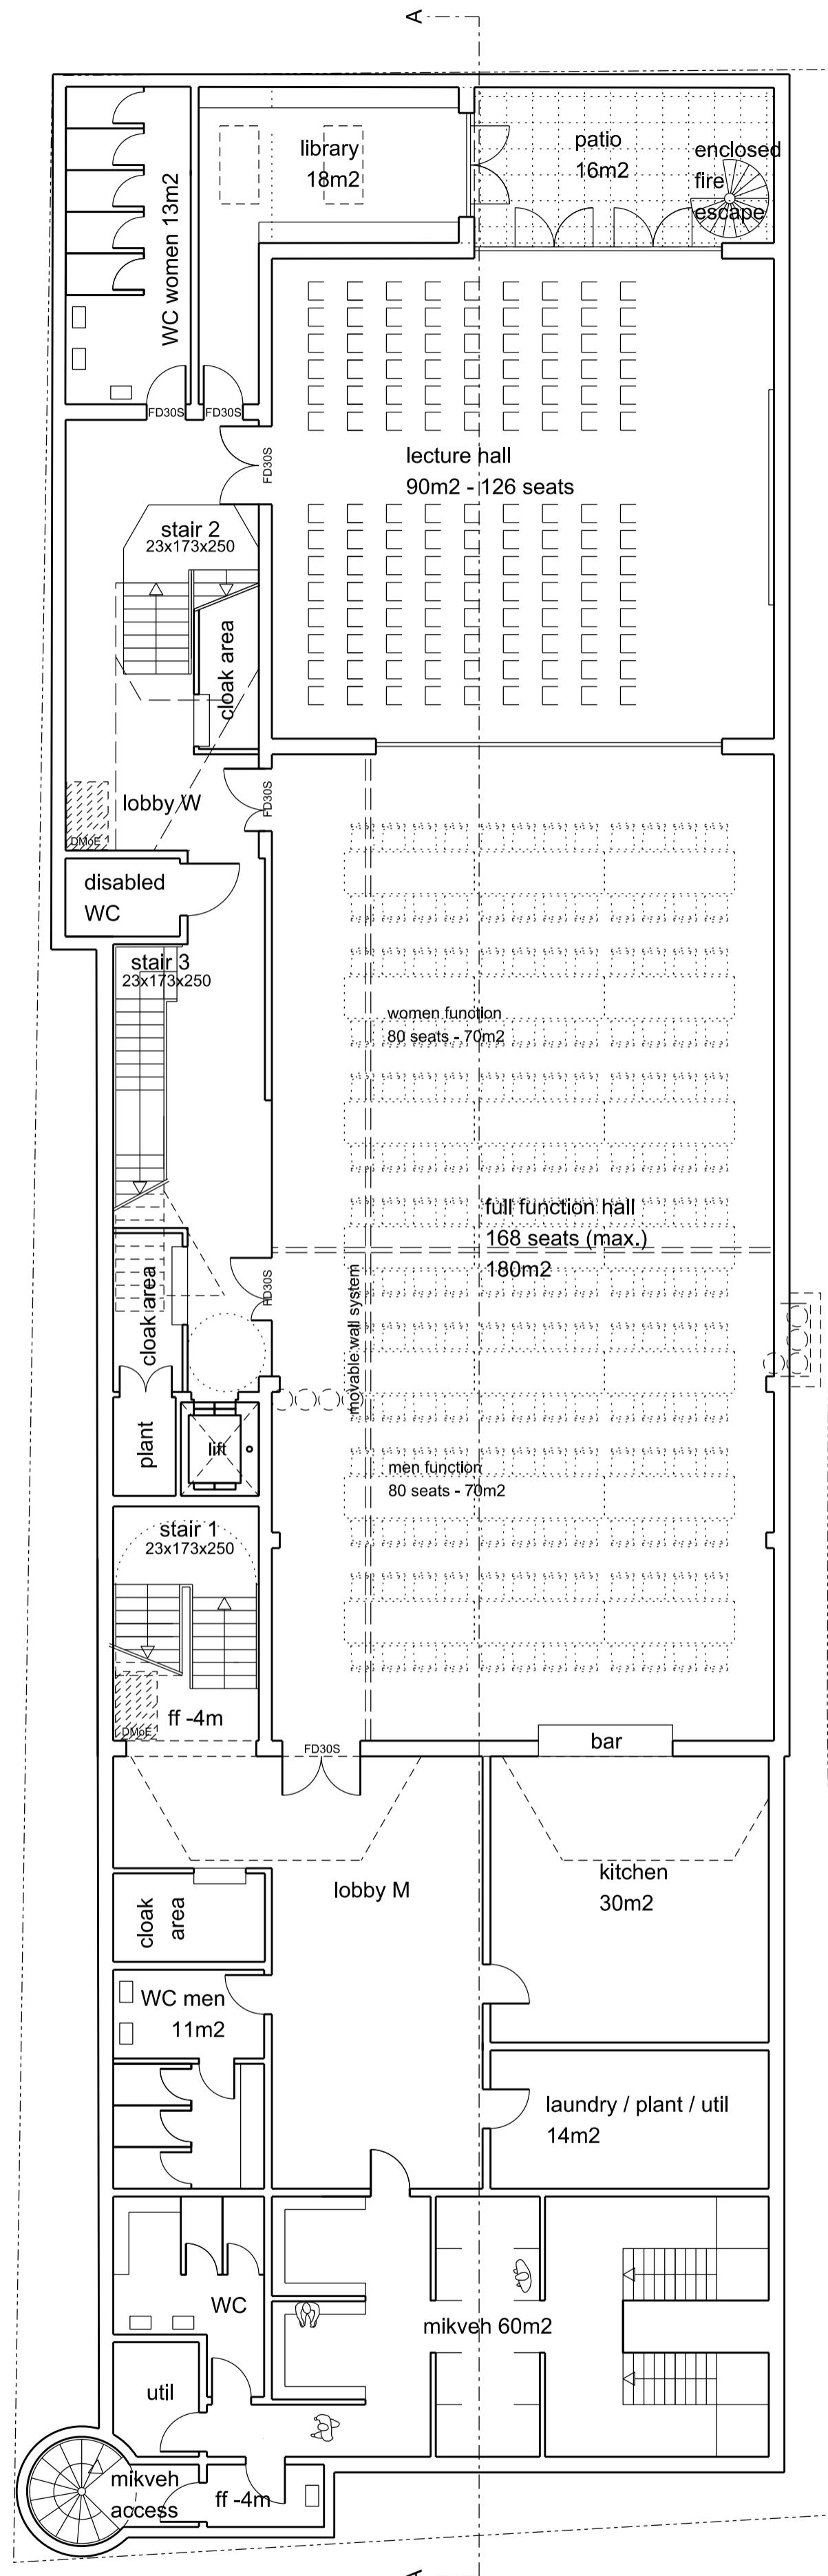 A
library
18m2
patio
16m2
enclosed
fire
escape
WC women 13m2
FD30S
FD30S
FD30S
lecture hall
90m2 - 126 seats
stair 2
23x173x250
cloak area
lobby W
FD30S
DMoE
disabled
WC
stair 3
23x173x250
women function
80 seats - 70m2
full function hall
168 seats (max.)
180m2
movable wall system
FD30S
cloak area
plant
lift
men function
80 seats - 70m2
stair 1
23x173x250
ff -4m
DMoE
FD30S
bar
lobby M
kitchen
30m2
cloak
area
WC men
11m2
laundry / plant / util
14m2
WC
mikveh 60m2
util
mikveh
access
ff -4m
A